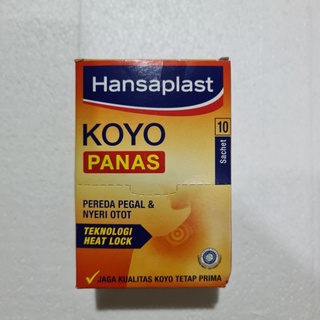 Hansaplast
KOYO
PANAS
10
Sachet
PEREDA PEGAL &
NYERI OTOT
TEKNOLOGI
HEAT LOCK
JAGA KUALITAS KOYO TETAP PRIMA